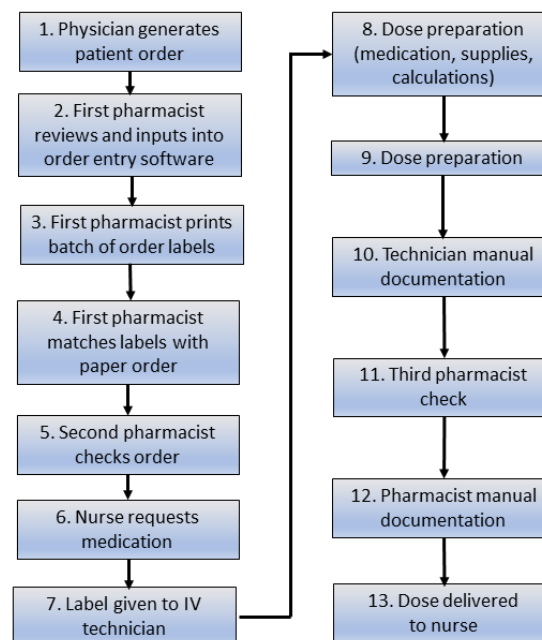 1. Physician generates
patient order
2. First pharmacist
reviews and inputs into
order entry software
3. First pharmacist prints
batch of order labels
4. First pharmacist
matches labels with
paper order
5. Second pharmacist
checks order
6. Nurse requests
medication
7. Label given to IV
technician
8. Dose preparation
(medication, supplies,
calculations)
9. Dose preparation
10. Technician manual
documentation
11. Third pharmacist
check
12. Pharmacist manual
documentation
13. Dose delivered
to nurse